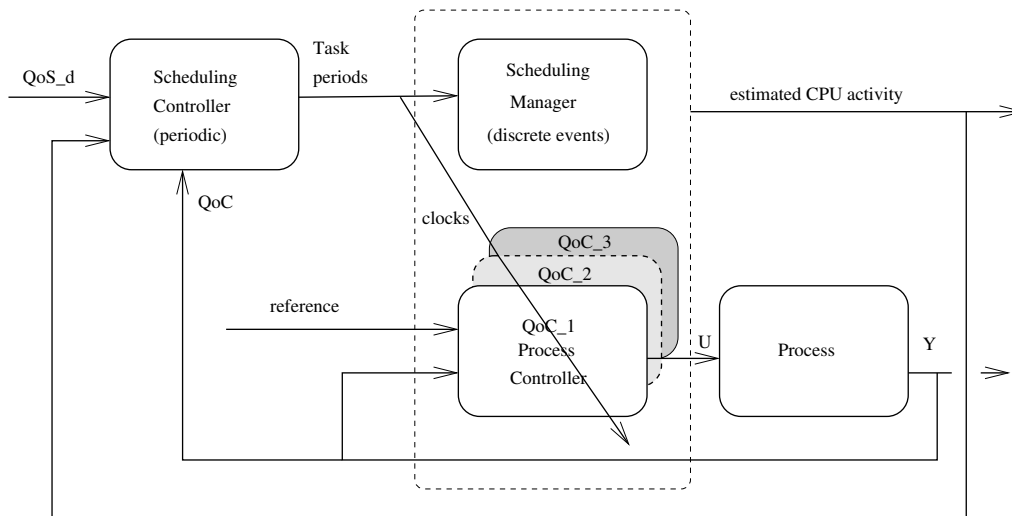 QoS_d
Scheduling
Controller
(periodic)
Task
periods
Scheduling
Manager
(discrete events)
estimated CPU activity
QoC
clocks
QoC_3
QoC_2
reference
QoC_1
Process
Controller
U
Process
Y